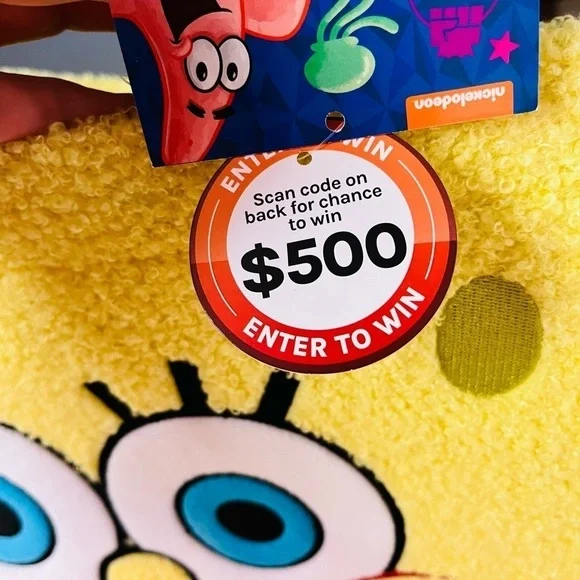 nickelodeon
ENTER TO WIN
Scan code on
back for chance
to win
$500
ENTER TO WIN